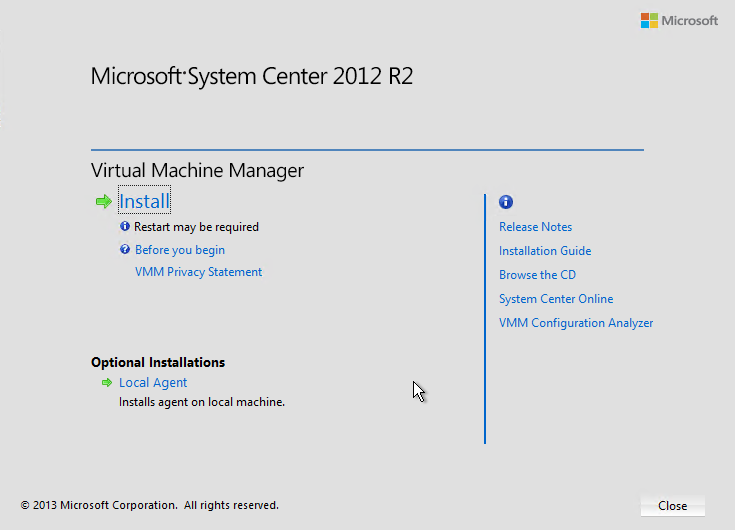 Microsoft
Microsoft System Center 2012 R2
Virtual Machine Manager
Install
Restart may be required
Before you begin
VMM Privacy Statement
Release Notes
Installation Guide
Browse the CD
System Center Online
VMM Configuration Analyzer
Optional Installations
Local Agent
Installs agent on local machine.
© 2013 Microsoft Corporation. All rights reserved.
Close